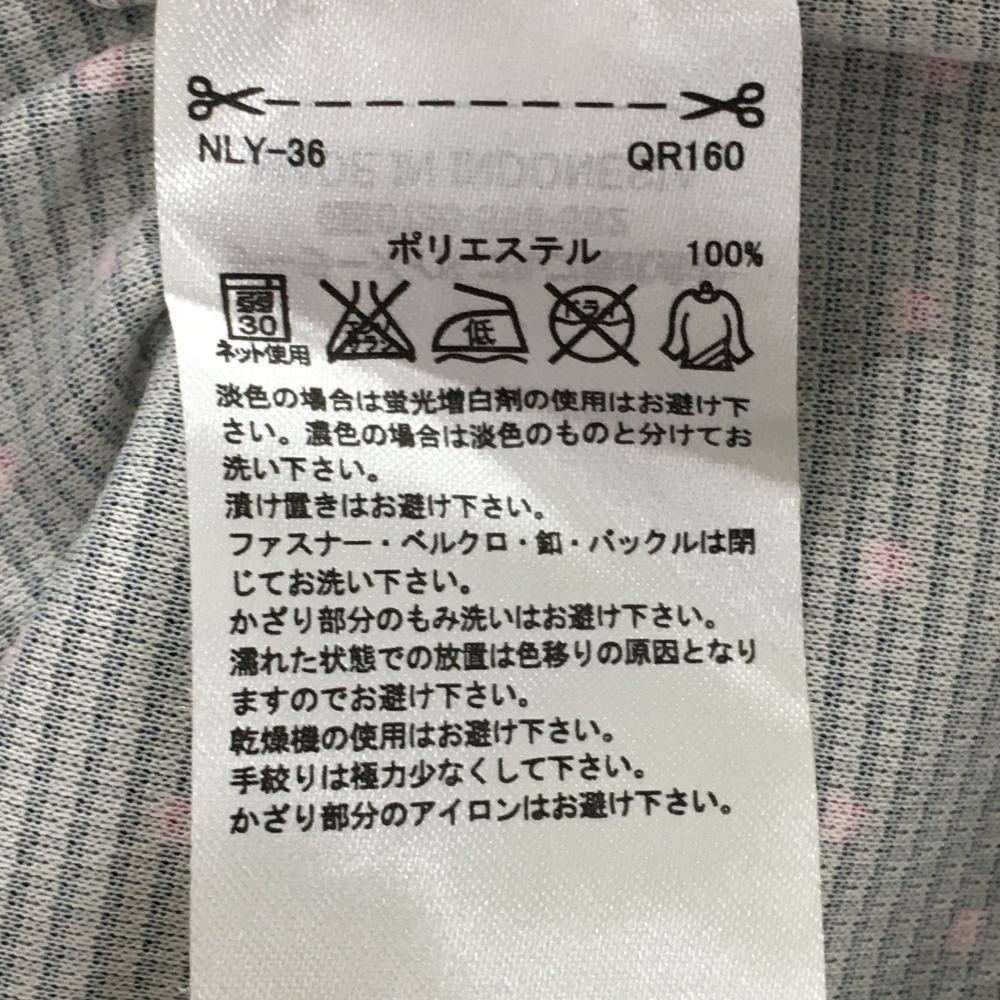 NLY-36 QR160
ポリエステル 100%
弱
30
ネット使用
エンソ
サラシ
低
ドライ
淡色の場合は蛍光増白剤の使用はお避け下
さい。濃色の場合は淡色のものと分けてお
洗い下さい。
漬け置きはお避け下さい。
ファスナー・ベルクロ・釦・バックルは閉
じてお洗い下さい。
かざり部分のもみ洗いはお避け下さい。
濡れた状態での放置は色移りの原因となり
ますのでお避け下さい。
乾燥機の使用はお避け下さい。
手絞りは極力少なくして下さい。
かざり部分のアイロンはお避け下さい。